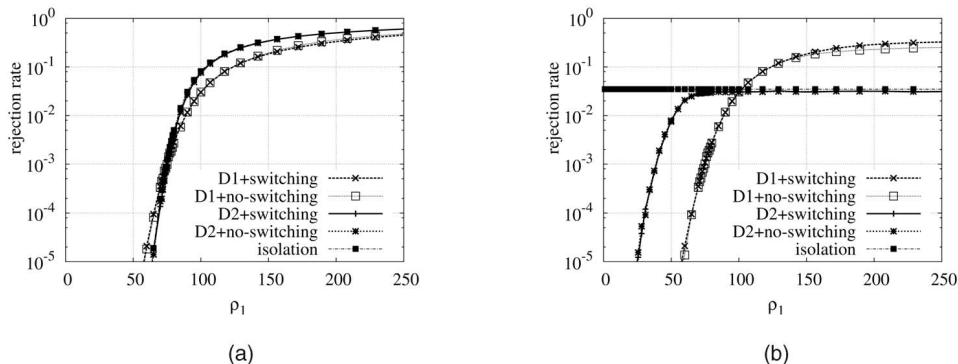 10^0
10^-1
10^-2
10^-3
10^-4
10^-5
rejection rate
D1+switching
D1+no-switching
D2+switching
D2+no-switching
isolation
0 50 100 150 200 250
ρ1
(a)
10^0
10^-1
10^-2
10^-3
10^-4
10^-5
rejection rate
D1+switching
D1+no-switching
D2+switching
D2+no-switching
isolation
0 50 100 150 200 250
ρ1
(b)